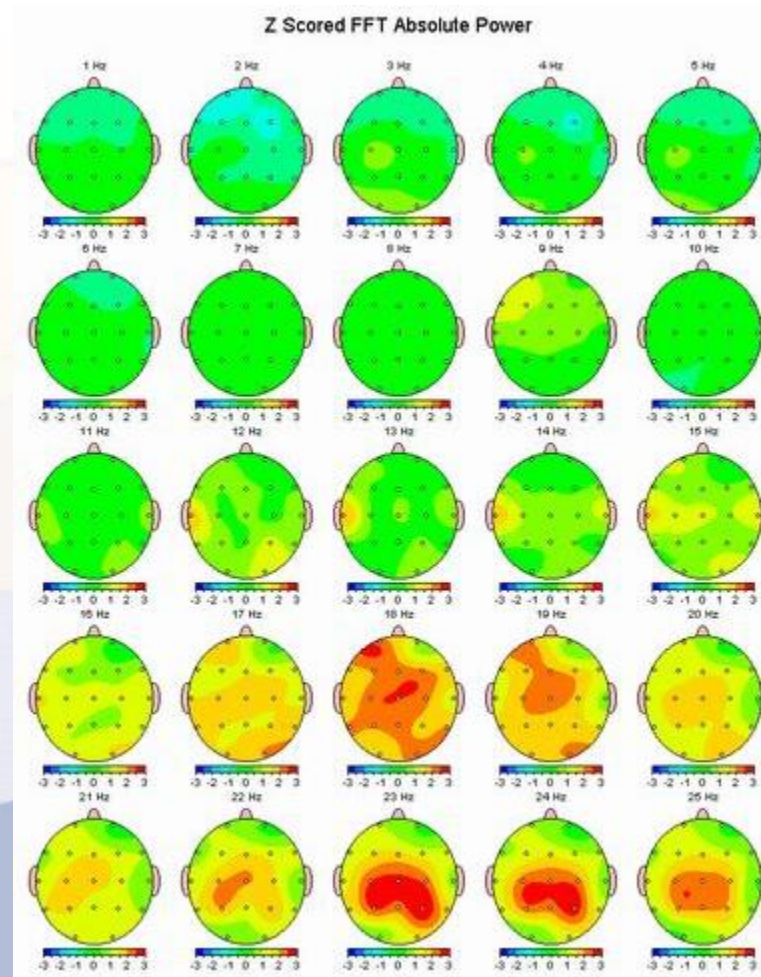 Z Scored FFT Absolute Power
1 Hz 2 Hz 3 Hz 4 Hz 5 Hz
-3 -2 -1 0 1 2 3 -3 -2 -1 0 1 2 3 -3 -2 -1 0 1 2 3 -3 -2 -1 0 1 2 3 -3 -2 -1 0 1 2 3
6 Hz 7 Hz 8 Hz 9 Hz 10 Hz
-3 -2 -1 0 1 2 3 -3 -2 -1 0 1 2 3 -3 -2 -1 0 1 2 3 -3 -2 -1 0 1 2 3 -3 -2 -1 0 1 2 3
11 Hz 12 Hz 13 Hz 14 Hz 15 Hz
-3 -2 -1 0 1 2 3 -3 -2 -1 0 1 2 3 -3 -2 -1 0 1 2 3 -3 -2 -1 0 1 2 3 -3 -2 -1 0 1 2 3
16 Hz 17 Hz 18 Hz 19 Hz 20 Hz
-3 -2 -1 0 1 2 3 -3 -2 -1 0 1 2 3 -3 -2 -1 0 1 2 3 -3 -2 -1 0 1 2 3 -3 -2 -1 0 1 2 3
21 Hz 22 Hz 23 Hz 24 Hz 25 Hz
-3 -2 -1 0 1 2 3 -3 -2 -1 0 1 2 3 -3 -2 -1 0 1 2 3 -3 -2 -1 0 1 2 3 -3 -2 -1 0 1 2 3